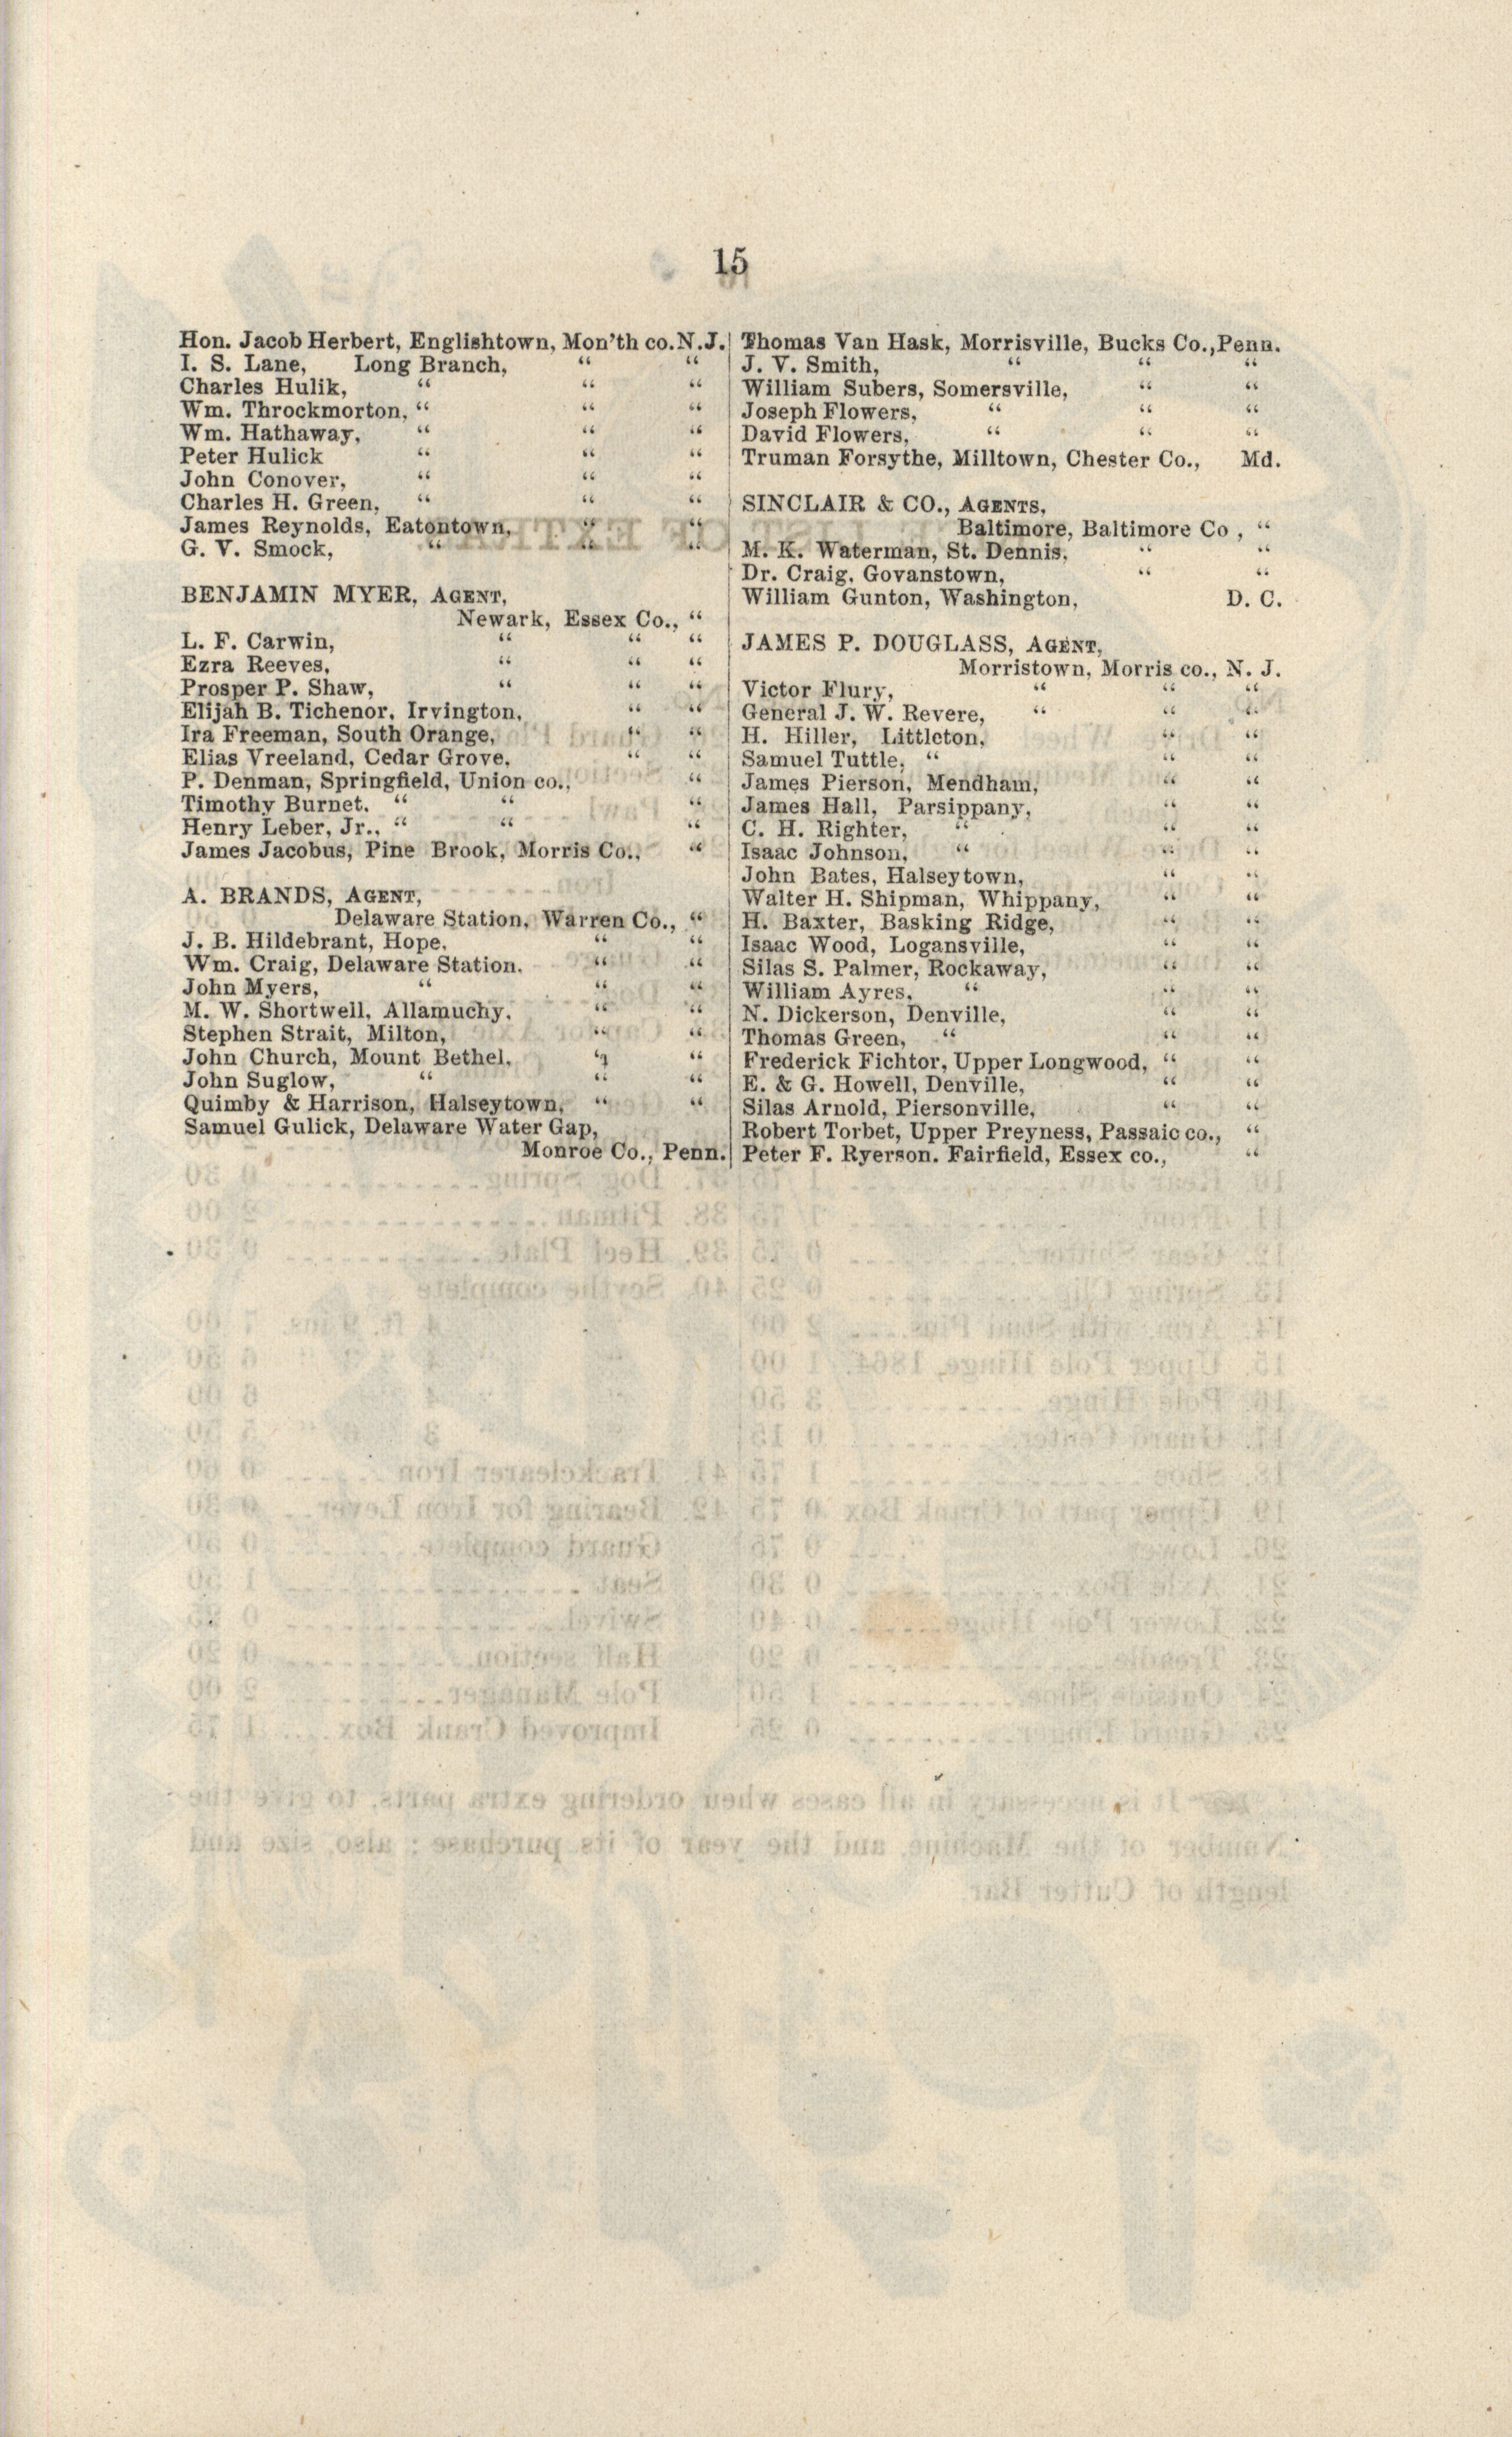 15
Hon. Jacob Herbert, Englishtown, Mon'th co. N. J.
I. S. Lane, Long Branch, “ “
Charles Hulik, “ “ “
Wm. Throckmorton, “ “ “
Wm. Hathaway, “ “ “
Peter Hulick “ “ “
John Conover, “ “ “
Charles H. Green, “ “ “
James Reynolds, Eatontown, “ “
G. V. Smock, “ “ “
BENJAMIN MYER, AGENT,
Newark, Essex Co., “
L. F. Carwin, “ “ “
Ezra Reeves, “ “ “
Prosper P. Shaw, “ “ “
Elijah B. Tichenor, Irvington, “ “
Ira Freeman, South Orange, “ “
Elias Vreeland, Cedar Grove, “ “
P. Denman, Springfield, Union co., “
Timothy Burnet. “ “ “
Henry Leber, Jr., “ “ “
James Jacobus, Pine Brook, Morris Co., “
A. BRANDS, AGENT,
Delaware Station, Warren Co., “
J. B. Hildebrant, Hope, “ “
Wm. Craig, Delaware Station. “ “
John Myers, “ “ “
M. W. Shortwell, Allamuchy, “ “
Stephen Strait, Milton, “ “
John Church, Mount Bethel, “ “
John Suglow, “ “ “
Quimby & Harrison, Halseytown, “ “
Samuel Gulick, Delaware Water Gap,
Monroe Co., Penn.
Thomas Van Hask, Morrisville, Bucks Co., Penn.
J. V. Smith, “ “ “
William Subers, Somersville, “ “
Joseph Flowers, “ “ “
David Flowers, “ “ “
Truman Forsythe, Milltown, Chester Co., Md.
SINCLAIR & CO., AGENTS,
Baltimore, Baltimore Co , “
M. K. Waterman, St. Dennis, “ “
Dr. Craig, Govanstown, “ “
William Gunton, Washington, D. C.
JAMES P. DOUGLASS, AGENT,
Morristown, Morris co., N. J.
Victor Flury, “ “ “
General J. W. Revere, “ “ “
H. Hiller, Littleton, “ “
Samuel Tuttle, “ “ “
James Pierson, Mendham, “ “
James Hall, Parsippany, “ “
C. H. Righter, “ “ “
Isaac Johnson, “ “ “
John Bates, Halseytown, “ “
Walter H. Shipman, Whippany, “ “
H. Baxter, Basking Ridge, “ “
Isaac Wood, Logansville, “ “
Silas S. Palmer, Rockaway, “ “
William Ayres, “ “ “
N. Dickerson, Denville, “ “
Thomas Green, “ “ “
Frederick Fichtor, Upper Longwood, “ “
E. & G. Howell, Denville, “ “
Silas Arnold, Piersonville, “ “
Robert Torbet, Upper Preyness, Passaic co., “
Peter F. Ryerson. Fairfield, Essex co., “